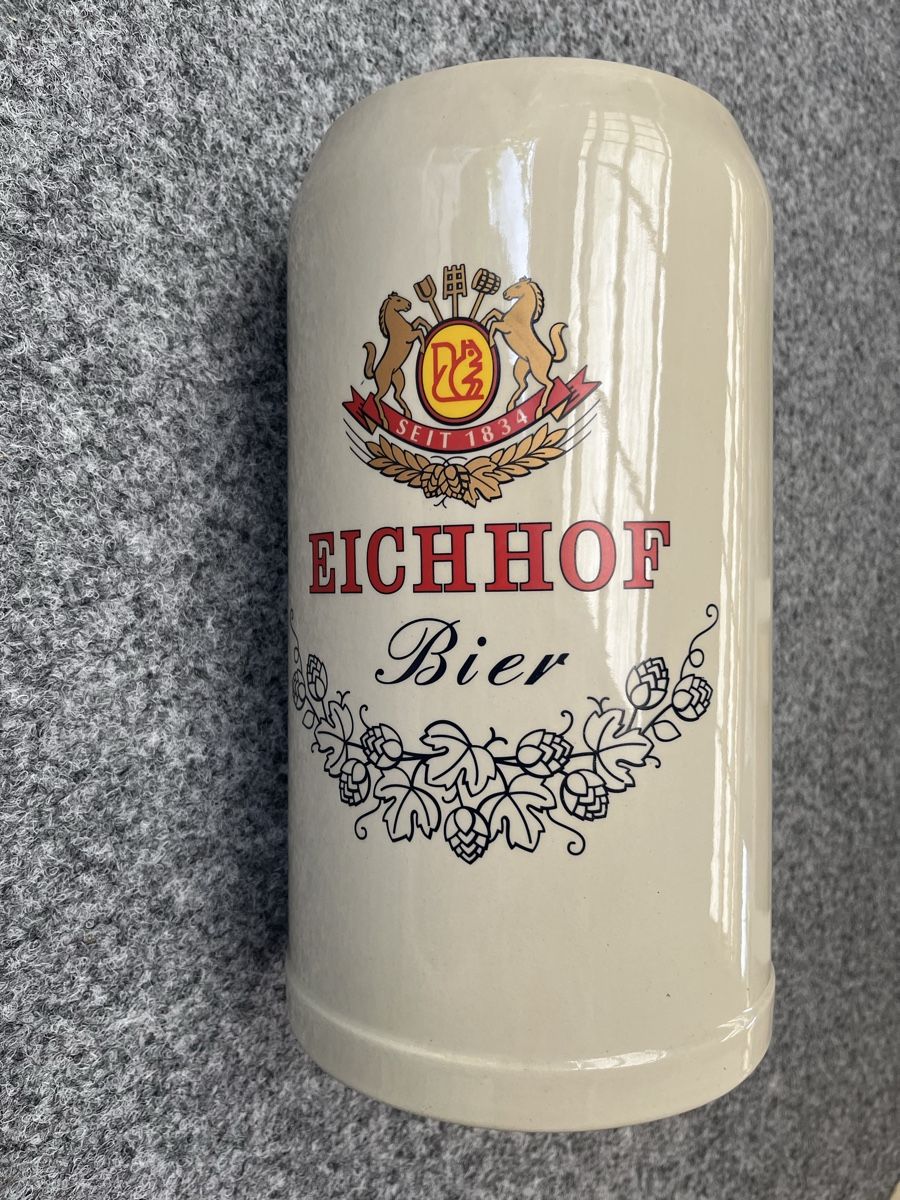 SEIT 1834
EICHHOF
Bier